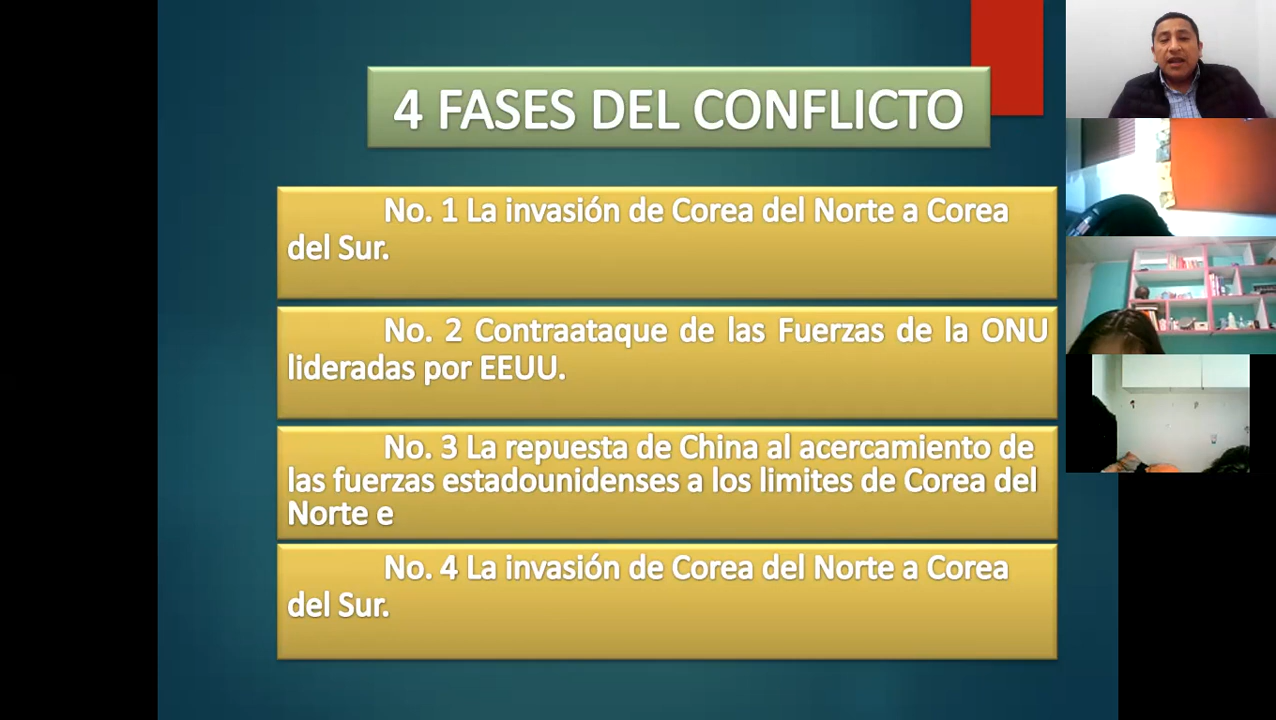 4 FASES DEL CONFLICTO
No. 1 La invasión de Corea del Norte a Corea
del Sur.
No. 2 Contraataque de las Fuerzas de la ONU
lideradas por EEUU.
No. 3 La repuesta de China al acercamiento de
las fuerzas estadounidenses a los limites de Corea del
Norte e
No. 4 La invasión de Corea del Norte a Corea
del Sur.